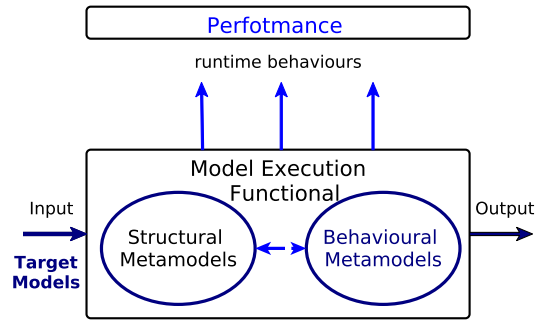 Perfotmance
runtime behaviours
Model Execution
Functional
Input
Output
Structural
Metamodels
Behavioural
Metamodels
Target
Models